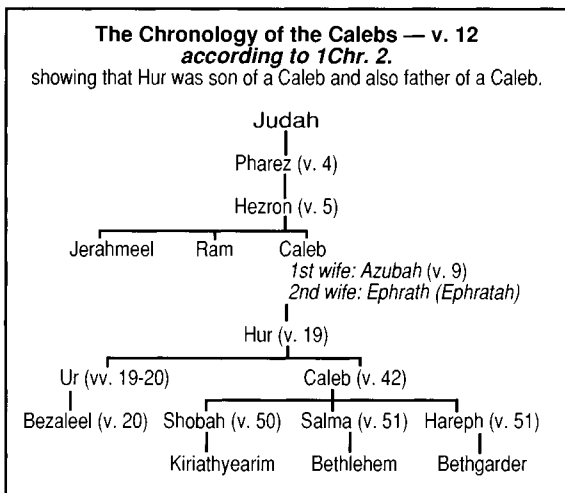 The Chronology of the Calebs — v. 12
according to 1Chr. 2.
showing that Hur was son of a Caleb and also father of a Caleb.
Judah
Pharez (v. 4)
Hezron (v. 5)
Jerahmeel Ram Caleb
1st wife: Azubah (v. 9)
2nd wife: Ephrath (Ephratah)
Hur (v. 19)
Ur (vv. 19-20) Caleb (v. 42)
Bezaleel (v. 20) Shobah (v. 50) Salma (v. 51) Hareph (v. 51)
Kiriathyearim Bethlehem Bethgarder